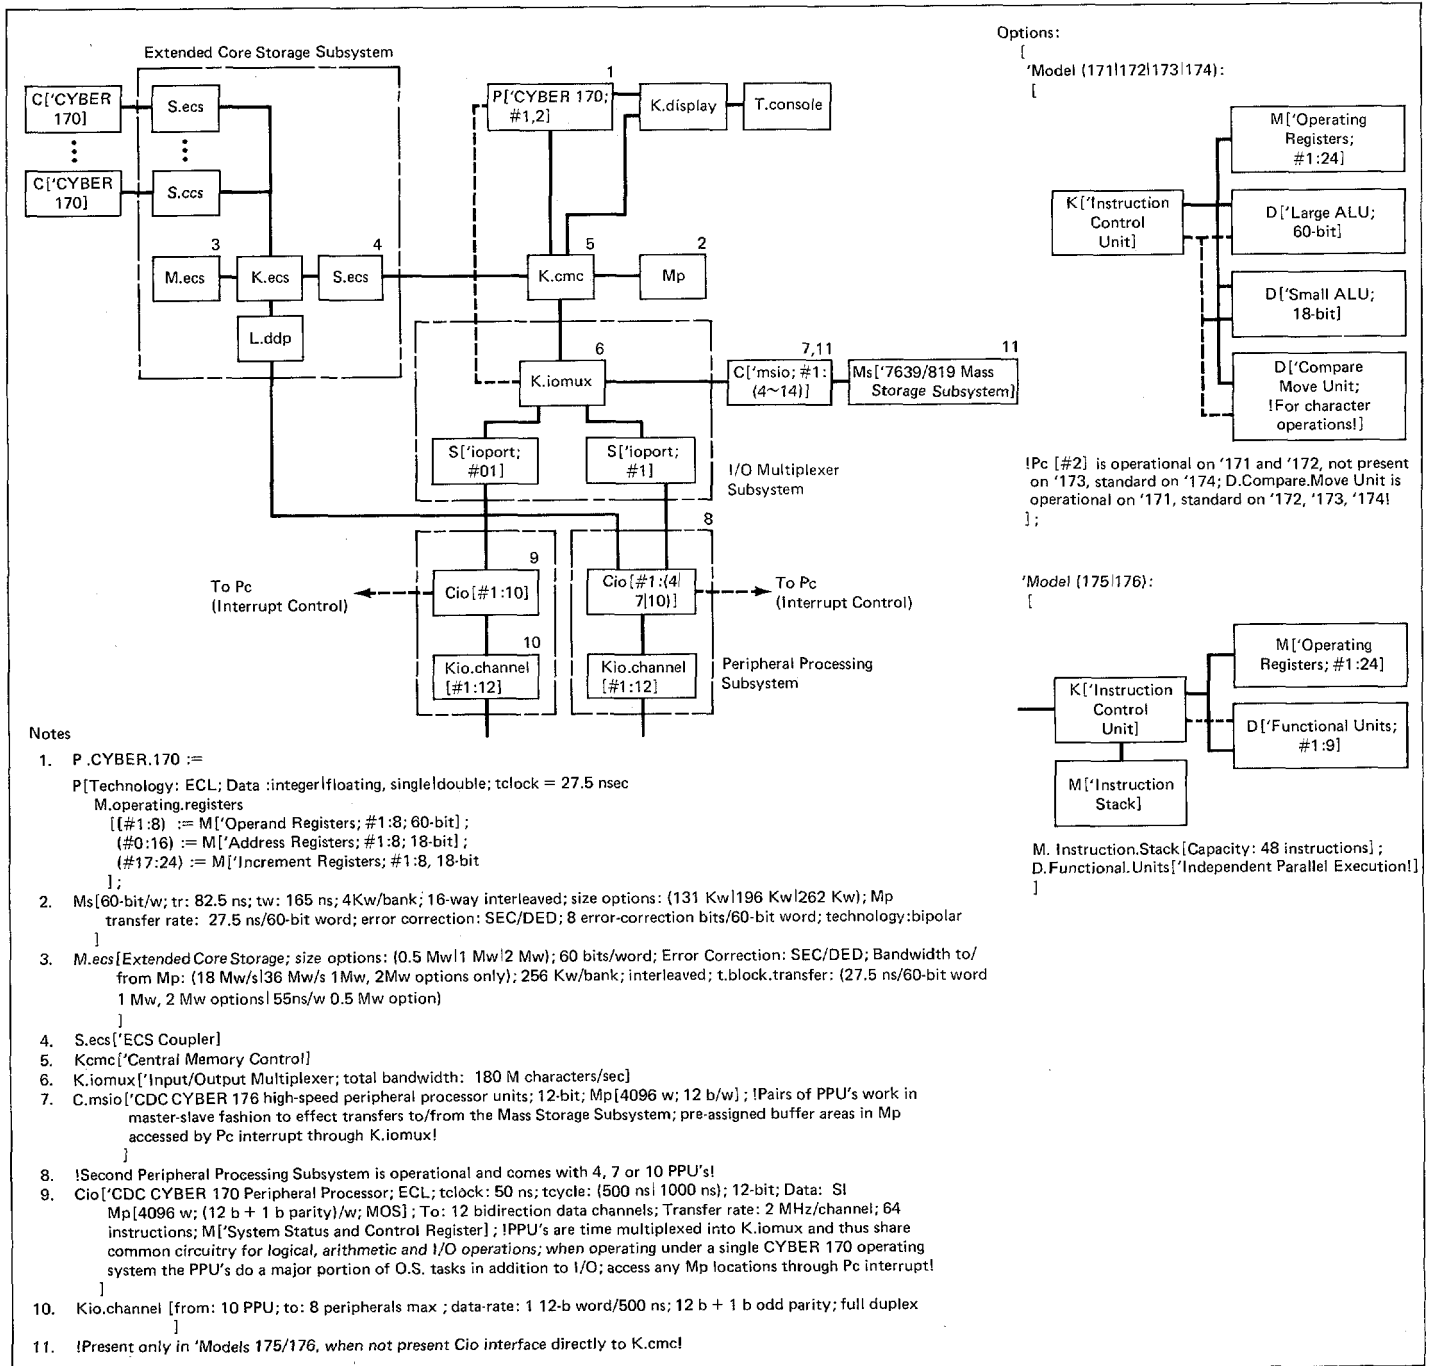 Extended Core Storage Subsystem
C['CYBER
170]
S.ecs
C['CYBER
170]
S.ccs
3
M.ecs
K.ecs
4
S.ecs
L.ddp
1
P['CYBER 170;
#1,2]
K.display
T.console
5
K.cmc
2
Mp
6
K.iomux
7,11
C['msio; #1:
(4~14)]
11
Ms['7639/819 Mass
Storage Subsystem]
S['ioport;
#01]
S['ioport;
#1]
I/O Multiplexer
Subsystem
8
9
Cio[#1:10]
Cio[#1:(4|
7|10)]
To Pc
(Interrupt Control)
To Pc
(Interrupt Control)
10
Kio.channel
[#1:12]
Kio.channel
[#1:12]
Peripheral Processing
Subsystem
Options:
[
'Model (171|172|173|174):
[
M['Operating
Registers;
#1:24]
K['Instruction
Control
Unit]
D['Large ALU;
60-bit]
D['Small ALU;
18-bit]
D['Compare
Move Unit;
!For character
operations!]
!Pc [#2] is operational on '171 and '172, not present
on '173, standard on '174; D.Compare.Move Unit is
operational on '171, standard on '172, '173, '174!
];
'Model (175|176):
[
M['Operating
Registers; #1:24]
K['Instruction
Control
Unit]
D['Functional Units;
#1:9]
M['Instruction
Stack]
M. Instruction.Stack[Capacity: 48 instructions] ;
D.Functional.Units['Independent Parallel Execution!]
]
Notes
1. P .CYBER.170 :=
P[Technology: ECL; Data :integer|floating, single|double; tclock = 27.5 nsec
M.operating.registers
[(#1:8) := M['Operand Registers; #1:8; 60-bit] ;
(#0:16) := M['Address Registers; #1:8; 18-bit] ;
(#17:24) := M['Increment Registers; #1:8, 18-bit
];
2. Ms[60-bit/w; tr: 82.5 ns; tw: 165 ns; 4Kw/bank; 16-way interleaved; size options: (131 Kw|196 Kw|262 Kw); Mp
transfer rate: 27.5 ns/60-bit word; error correction: SEC/DED; 8 error-correction bits/60-bit word; technology:bipolar
]
3. M.ecs[Extended Core Storage; size options: (0.5 Mw|1 Mw|2 Mw); 60 bits/word; Error Correction: SEC/DED; Bandwidth to/
from Mp: (18 Mw/s|36 Mw/s 1Mw, 2Mw options only); 256 Kw/bank; interleaved; t.block.transfer: (27.5 ns/60-bit word
1 Mw, 2 Mw options| 55ns/w 0.5 Mw option)
]
4. S.ecs['ECS Coupler]
5. Kcmc['Central Memory Control]
6. K.iomux['Input/Output Multiplexer; total bandwidth: 180 M characters/sec]
7. C.msio['CDC CYBER 176 high-speed peripheral processor units; 12-bit; Mp[4096 w; 12 b/w] ; !Pairs of PPU's work in
master-slave fashion to effect transfers to/from the Mass Storage Subsystem; pre-assigned buffer areas in Mp
accessed by Pc interrupt through K.iomux!
]
8. !Second Peripheral Processing Subsystem is operational and comes with 4, 7 or 10 PPU's!
9. Cio['CDC CYBER 170 Peripheral Processor; ECL; tclock: 50 ns; tcycle: (500 ns| 1000 ns); 12-bit; Data: SI
Mp[4096 w; (12 b + 1 b parity)/w; MOS] ; To: 12 bidirection data channels; Transfer rate: 2 MHz/channel; 64
instructions; M['System Status and Control Register] ; !PPU's are time multiplexed into K.iomux and thus share
common circuitry for logical, arithmetic and I/O operations; when operating under a single CYBER 170 operating
system the PPU's do a major portion of O.S. tasks in addition to I/O; access any Mp locations through Pc interrupt!
]
10. Kio.channel [from: 10 PPU; to: 8 peripherals max ; data-rate: 1 12-b word/500 ns; 12 b + 1 b odd parity; full duplex
]
11. !Present only in 'Models 175/176, when not present Cio interface directly to K.cmc!